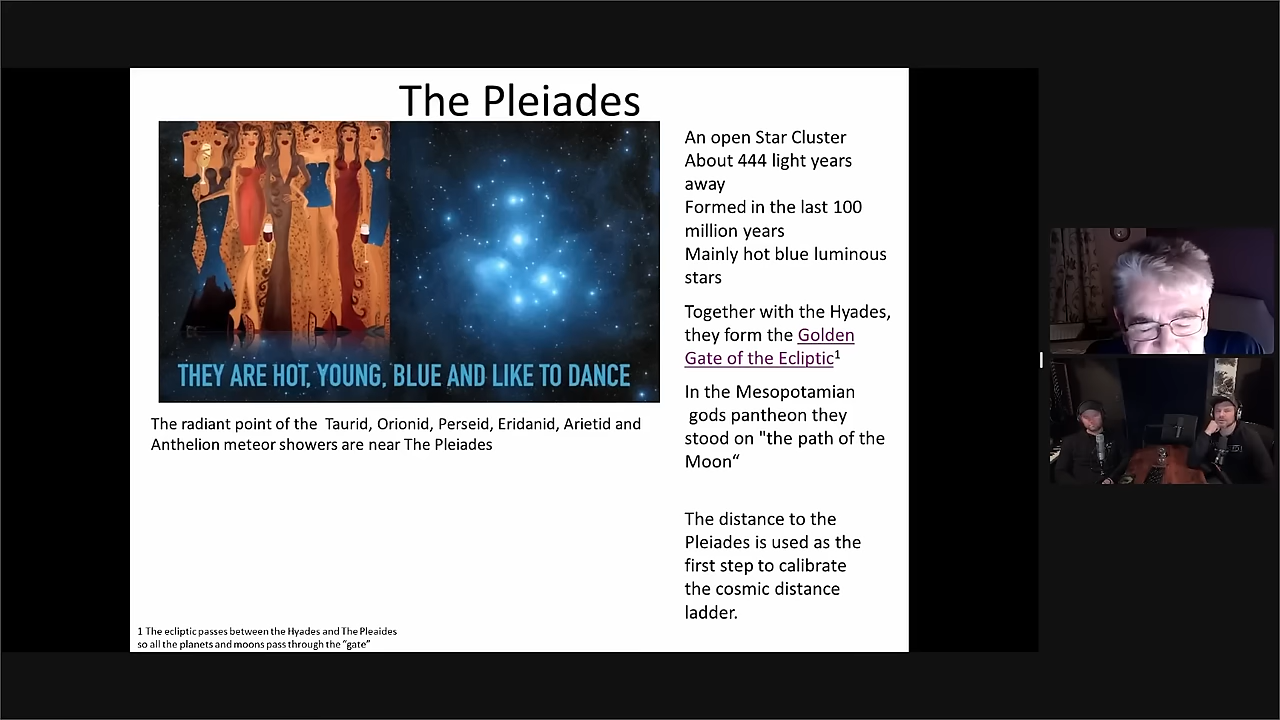 The Pleiades
THEY ARE HOT, YOUNG, BLUE AND LIKE TO DANCE
The radiant point of the  Taurid, Orionid, Perseid, Eridanid, Arietid and
Anthelion meteor showers are near The Pleiades
An open Star Cluster
About 444 light years
away
Formed in the last 100
million years
Mainly hot blue luminous
stars
Together with the Hyades,
they form the Golden
Gate of the Ecliptic¹
In the Mesopotamian
gods pantheon they
stood on "the path of the
Moon“
The distance to the
Pleiades is used as the
first step to calibrate
the cosmic distance
ladder.
1 The ecliptic passes between the Hyades and The Pleaides
so all the planets and moons pass through the “gate”